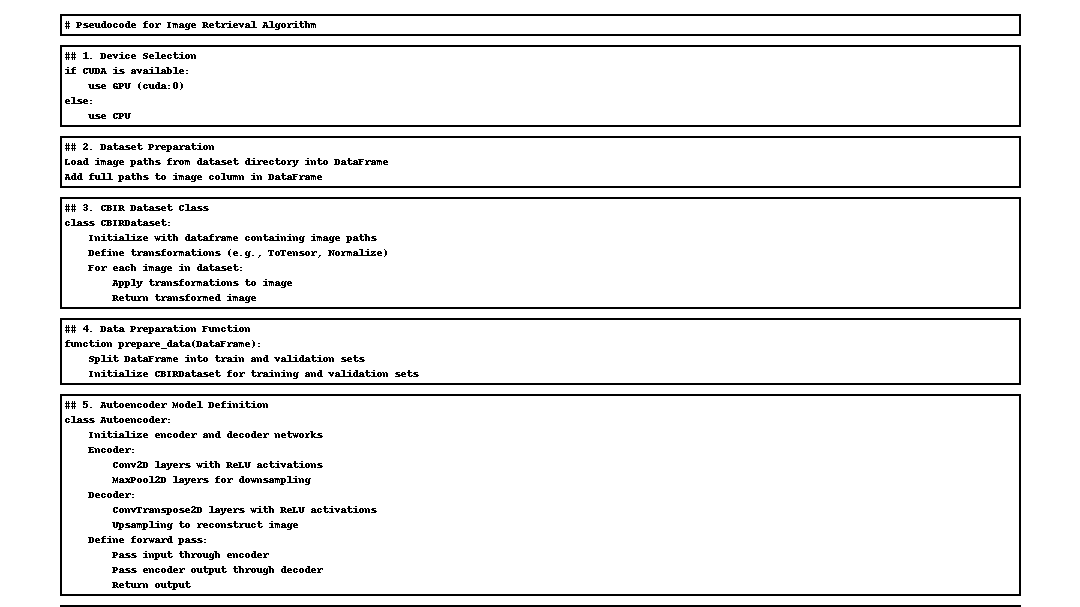 # Pseudocode for Image Retrieval Algorithm
## 1. Device Selection
if CUDA is available:
    use GPU (cuda:0)
else:
    use CPU
## 2. Dataset Preparation
Load image paths from dataset directory into DataFrame
Add full paths to image column in DataFrame
## 3. CBIR Dataset Class
class CBIRDataset:
    Initialize with dataframe containing image paths
    Define transformations (e.g., ToTensor, Normalize)
    For each image in dataset:
        Apply transformations to image
        Return transformed image
## 4. Data Preparation Function
function prepare_data(DataFrame):
    Split DataFrame into train and validation sets
    Initialize CBIRDataset for training and validation sets
## 5. Autoencoder Model Definition
class Autoencoder:
    Initialize encoder and decoder networks
    Encoder:
        Conv2D layers with ReLU activations
        MaxPool2D layers for downsampling
    Decoder:
        ConvTranspose2D layers with ReLU activations
        Upsampling to reconstruct image
    Define forward pass:
        Pass input through encoder
        Pass encoder output through decoder
        Return output